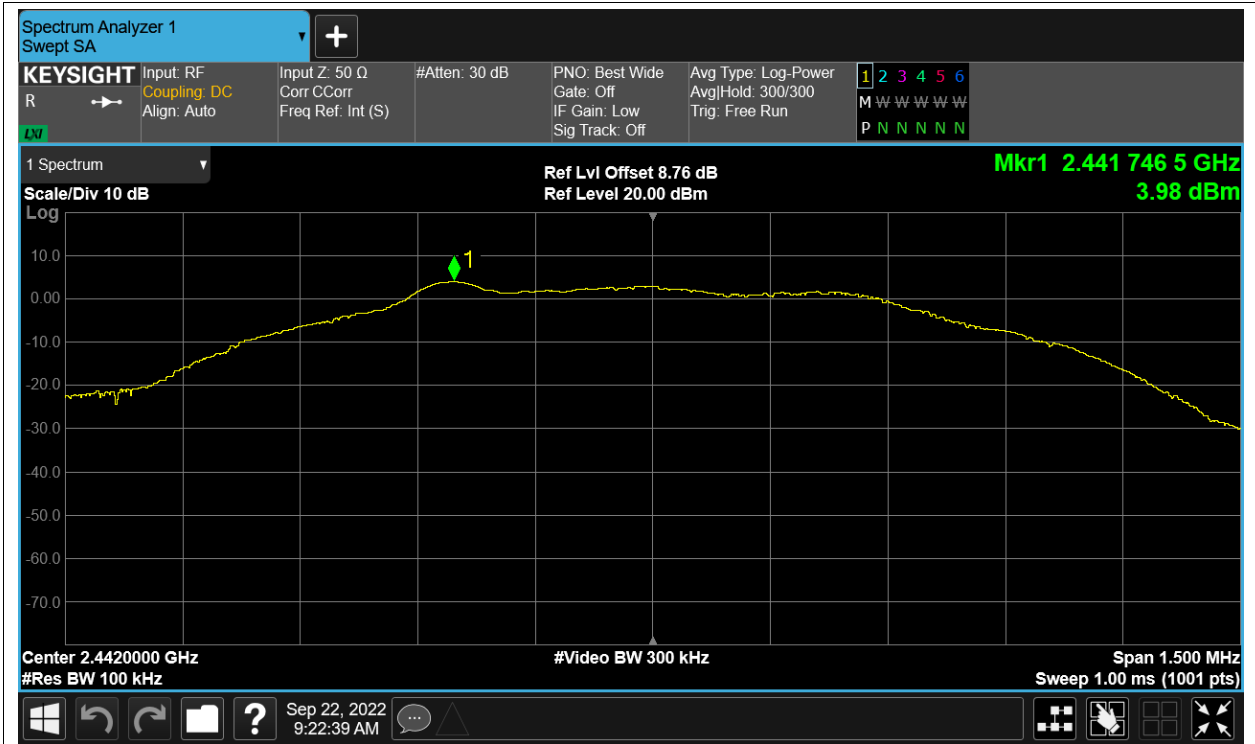 Spectrum Analyzer 1
Swept SA
KEYSIGHT
R
LXI
Input: RF
Coupling: DC
Align: Auto
Input Z: 50 Ω
Corr CCorr
Freq Ref: Int (S)
#Atten: 30 dB
PNO: Best Wide
Gate: Off
IF Gain: Low
Sig Track: Off
Avg Type: Log-Power
Avg|Hold: 300/300
Trig: Free Run
1 2 3 4 5 6
M W W W W W
P N N N N N
1 Spectrum
Scale/Div 10 dB
Log
Ref Lvl Offset 8.76 dB
Ref Level 20.00 dBm
Mkr1 2.441 746 5 GHz
3.98 dBm
1
10.0
0.00
-10.0
-20.0
-30.0
-40.0
-50.0
-60.0
-70.0
Center 2.4420000 GHz
#Res BW 100 kHz
#Video BW 300 kHz
Span 1.500 MHz
Sweep 1.00 ms (1001 pts)
?
Sep 22, 2022
9:22:39 AM